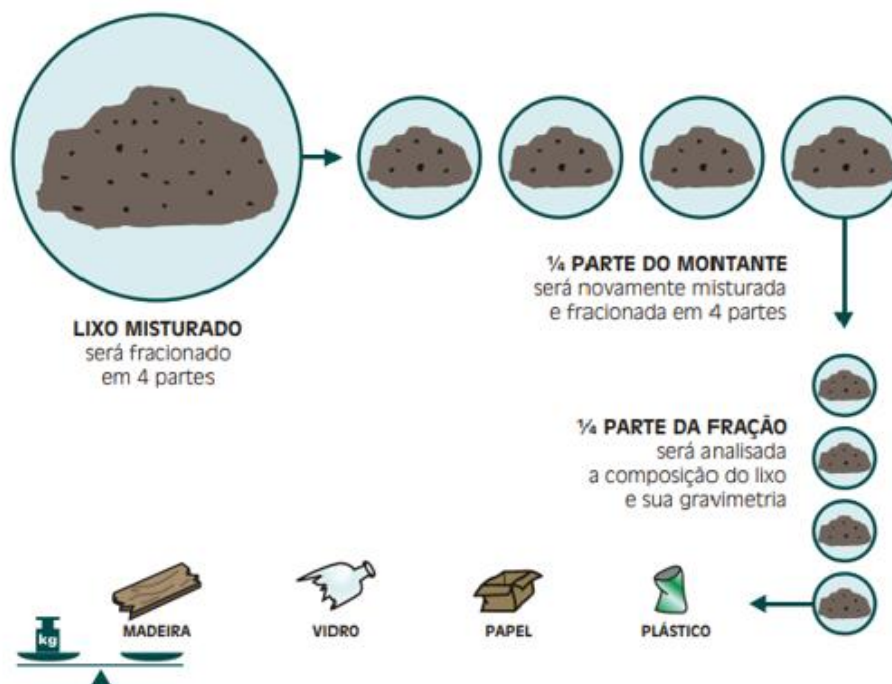 LIXO MISTURADO
será fracionado
em 4 partes
¼ PARTE DO MONTANTE
será novamente misturada
e fracionada em 4 partes
¼ PARTE DA FRAÇÃO
será analisada
a composição do lixo
e sua gravimetria
MADEIRA
VIDRO
PAPEL
PLÁSTICO
kg